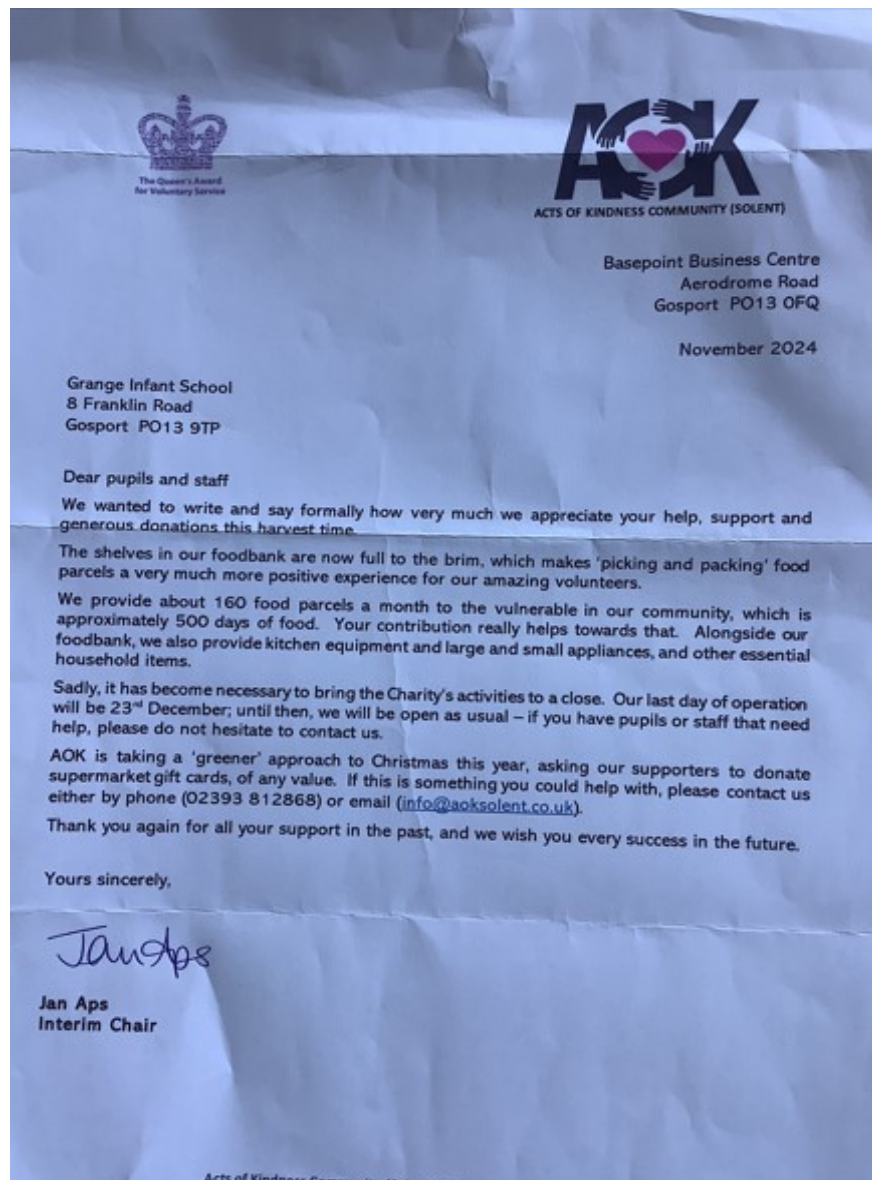 The Queen's Award
for Voluntary Service
AOK
ACTS OF KINDNESS COMMUNITY (SOLENT)
Basepoint Business Centre
Aerodrome Road
Gosport PO13 0FQ
November 2024
Grange Infant School
8 Franklin Road
Gosport PO13 9TP
Dear pupils and staff
We wanted to write and say formally how very much we appreciate your help, support and
generous donations this harvest time.
The shelves in our foodbank are now full to the brim, which makes 'picking and packing' food
parcels a very much more positive experience for our amazing volunteers.
We provide about 160 food parcels a month to the vulnerable in our community, which is
approximately 500 days of food. Your contribution really helps towards that. Alongside our
foodbank, we also provide kitchen equipment and large and small appliances, and other essential
household items.
Sadly, it has become necessary to bring the Charity's activities to a close. Our last day of operation
will be 23rd December; until then, we will be open as usual – if you have pupils or staff that need
help, please do not hesitate to contact us.
AOK is taking a 'greener' approach to Christmas this year, asking our supporters to donate
supermarket gift cards, of any value. If this is something you could help with, please contact us
either by phone (02393 812868) or email (info@aoksolent.co.uk).
Thank you again for all your support in the past, and we wish you every success in the future.
Yours sincerely,
Jan Aps
Jan Aps
Interim Chair
Acts of Kindness